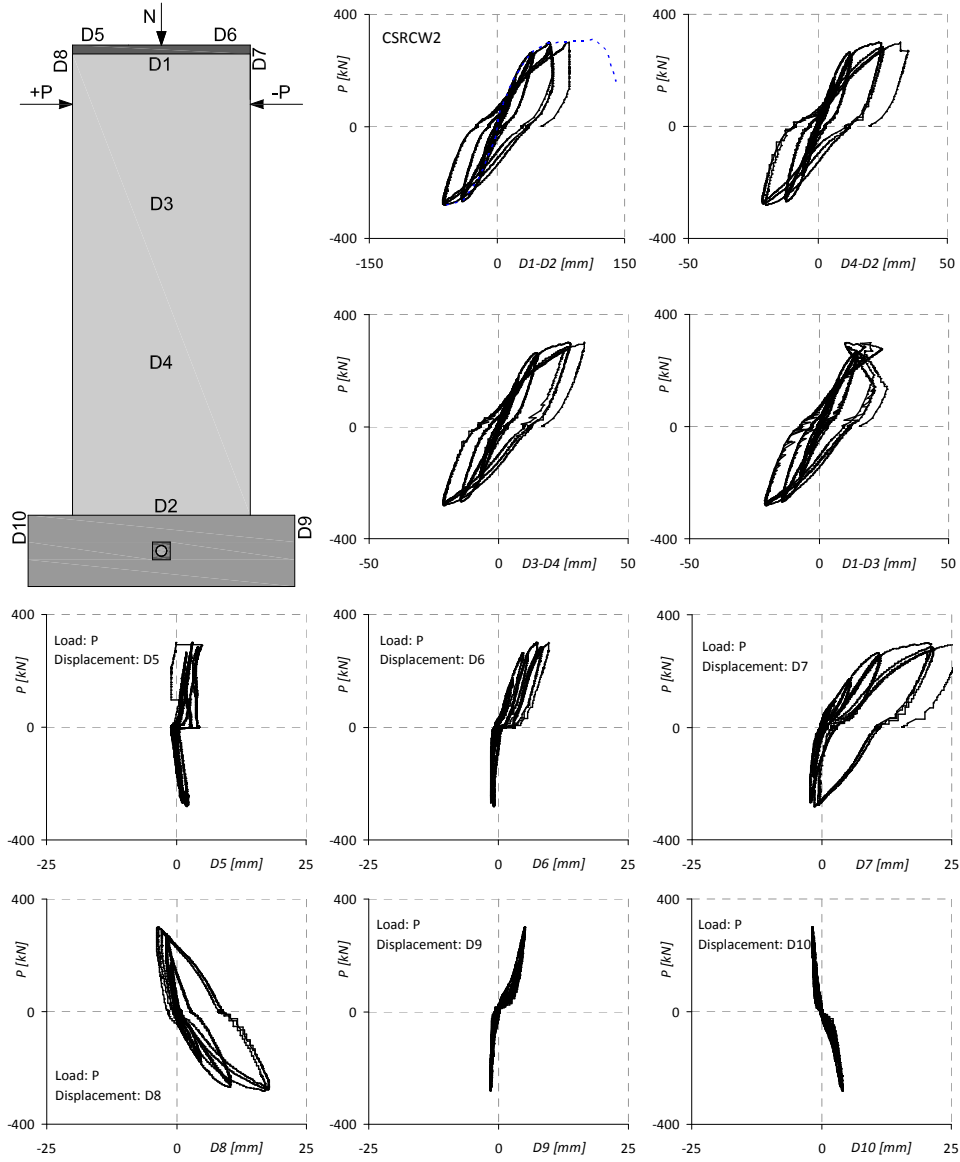 N
D5
D6
D8
D7
D1
+P
-P
D3
D4
D2
D10
D9
400
CSRCW2
P [kN]
0
-400
-150
0
D1-D2 [mm]
150
400
P [kN]
0
-400
-50
0
D4-D2 [mm]
50
400
P [kN]
0
-400
-50
0
D3-D4 [mm]
50
400
P [kN]
0
-400
-50
0
D1-D3 [mm]
50
400
Load: P
Displacement: D5
P [kN]
0
-400
-25
0
D5 [mm]
25
400
Load: P
Displacement: D6
P [kN]
0
-400
-25
0
D6 [mm]
25
400
Load: P
Displacement: D7
P [kN]
0
-400
-25
0
D7 [mm]
25
400
P [kN]
0
Load: P
Displacement: D8
-400
-25
0
D8 [mm]
25
400
Load: P
Displacement: D9
P [kN]
0
-400
-25
0
D9 [mm]
25
400
Load: P
Displacement: D10
P [kN]
0
-400
-25
0
D10 [mm]
25